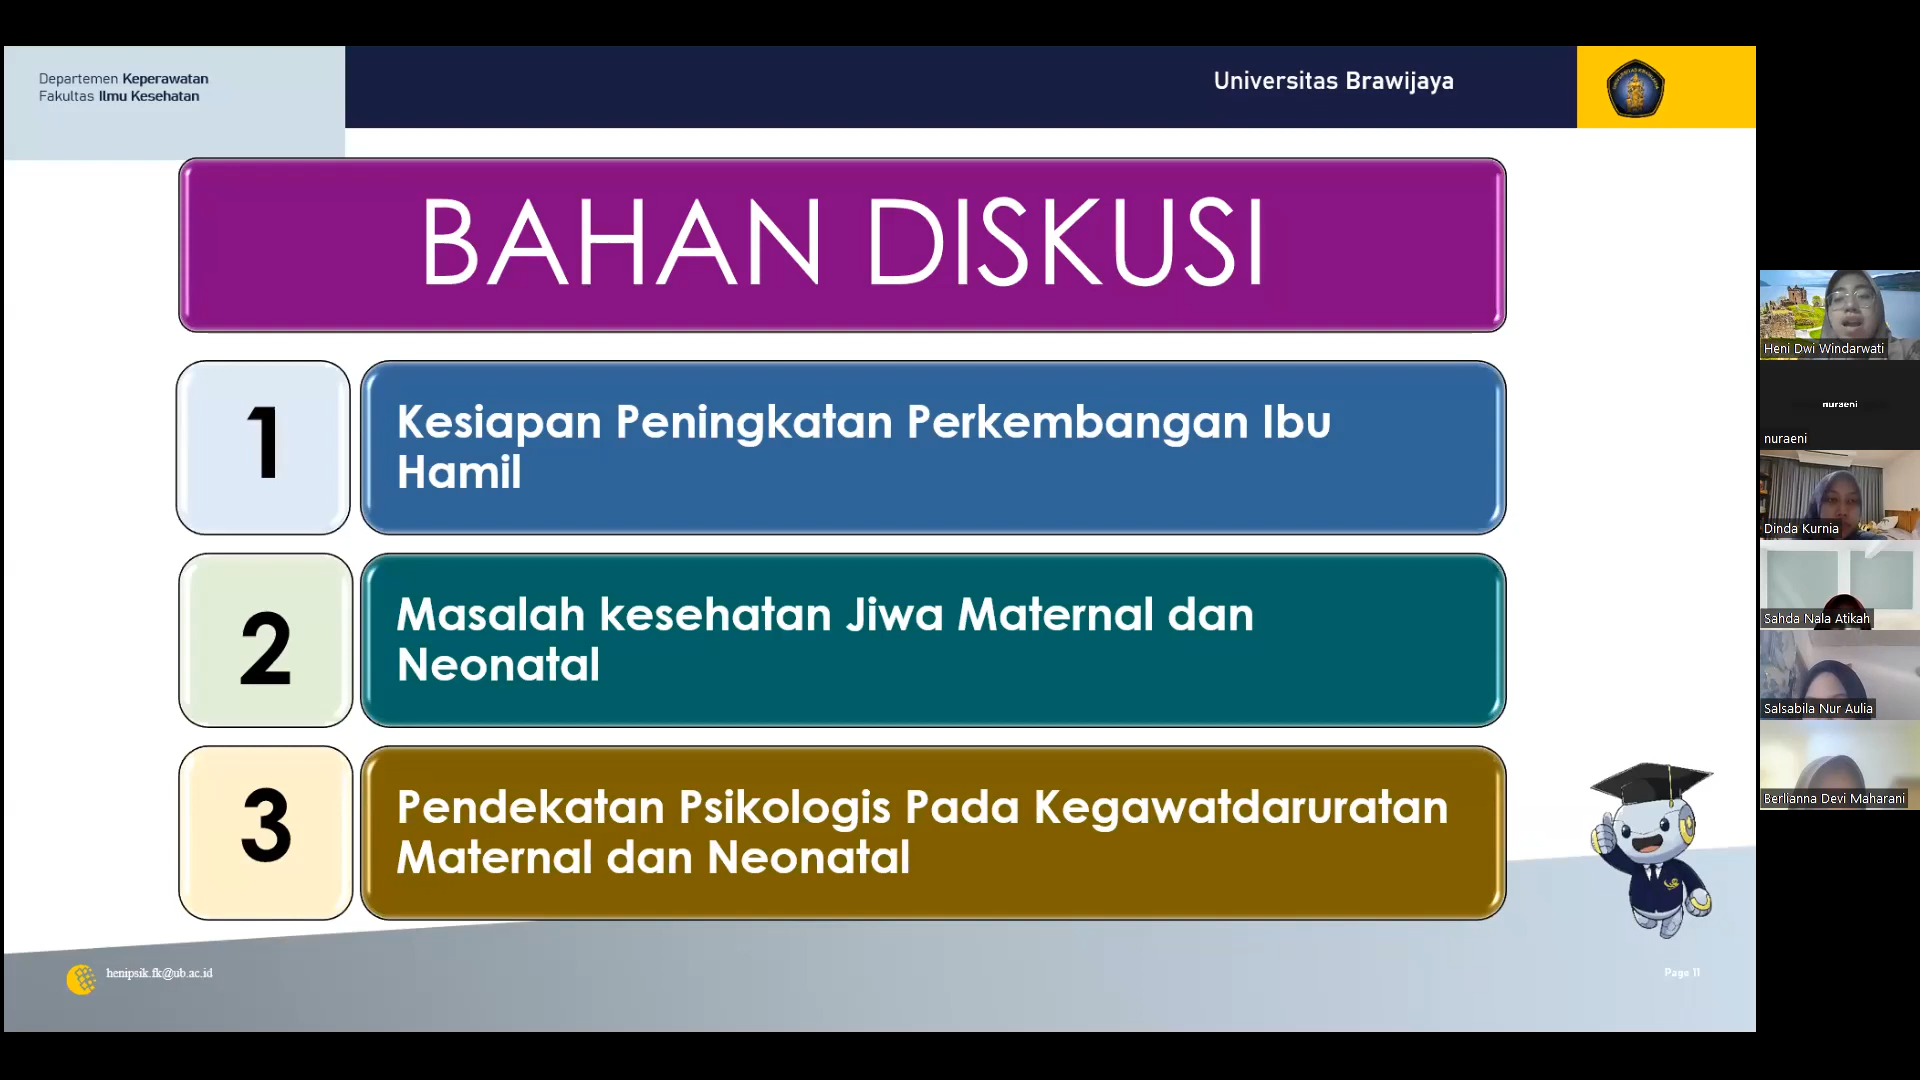 Departemen Keperawatan
Fakultas Ilmu Kesehatan
Universitas Brawijaya
BAHAN DISKUSI
1
Kesiapan Peningkatan Perkembangan Ibu
Hamil
2
Masalah kesehatan Jiwa Maternal dan
Neonatal
3
Pendekatan Psikologis Pada Kegawatdaruratan
Maternal dan Neonatal
henipsik.fk@ub.ac.id
Page 11
Heni Dwi Windarwati
nuraeni
nuraeni
Dinda Kurnia
Sahda Nala Atikah
Salsabila Nur Aulia
Berlianna Devi Maharani